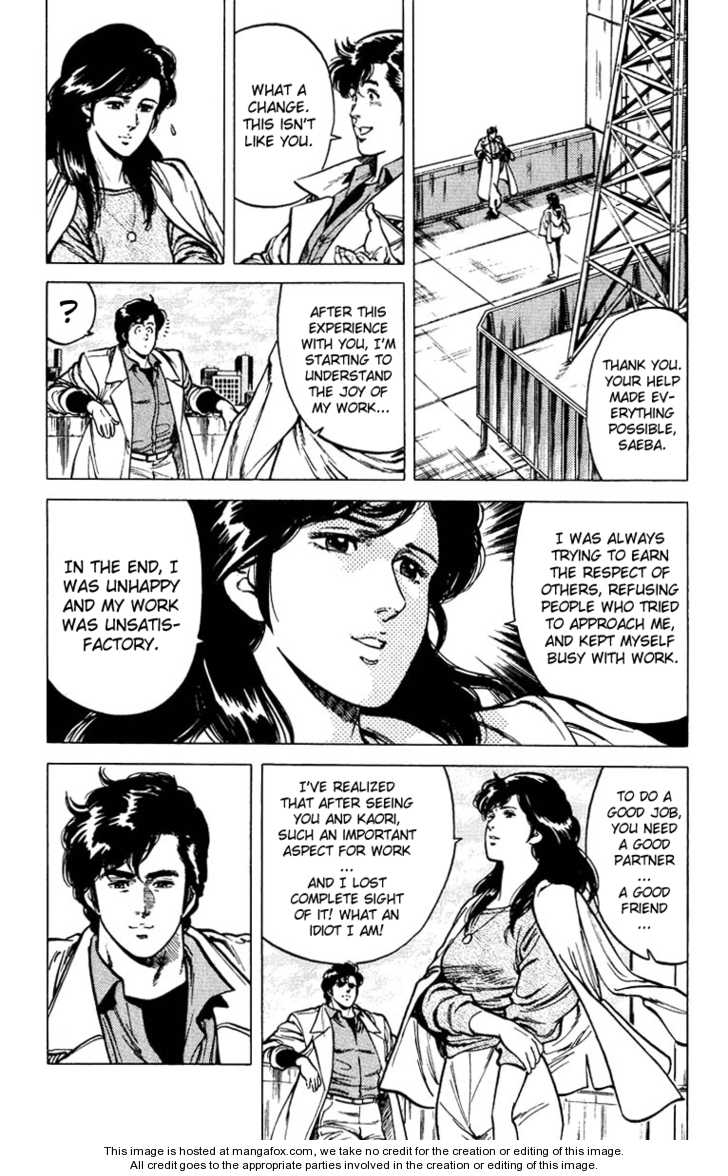 THANK YOU.
YOUR HELP
MADE EV-
ERYTHING
POSSIBLE,
SAEBA.
WHAT A
CHANGE.
THIS ISN'T
LIKE YOU.
AFTER THIS
EXPERIENCE
WITH YOU, I'M
STARTING TO
UNDERSTAND
THE JOY OF
MY WORK...
?
I WAS ALWAYS
TRYING TO EARN
THE RESPECT OF
OTHERS, REFUSING
PEOPLE WHO TRIED
TO APPROACH ME,
AND KEPT MYSELF
BUSY WITH WORK.
IN THE END, I
WAS UNHAPPY
AND MY WORK
WAS UNSATIS-
FACTORY.
TO DO A
GOOD JOB,
YOU NEED
A GOOD
PARTNER
...
A GOOD
FRIEND
...
I'VE REALIZED
THAT AFTER SEEING
YOU AND KAORI,
SUCH AN IMPORTANT
ASPECT FOR WORK
...
AND I LOST
COMPLETE SIGHT
OF IT! WHAT AN
IDIOT I AM!
This image is hosted at mangafox.com, we take no credit for the creation or editing of this image.
All credit goes to the appropriate parties involved in the creation or editing of this image.